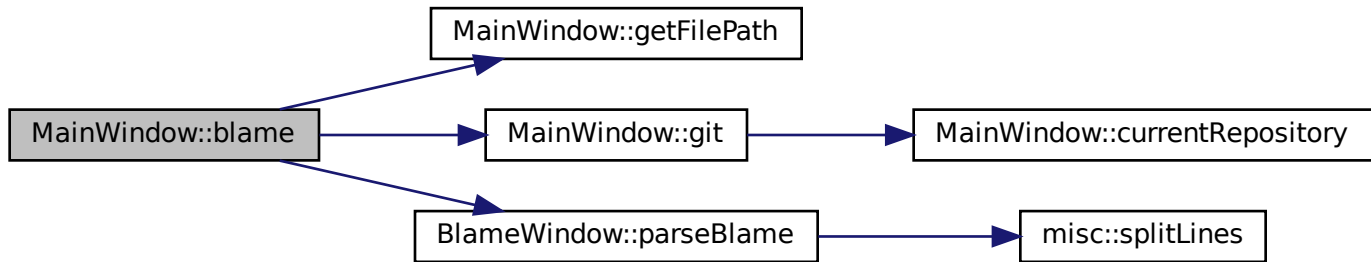 MainWindow::getFilePath
MainWindow::blame
MainWindow::git
MainWindow::currentRepository
BlameWindow::parseBlame
misc::splitLines